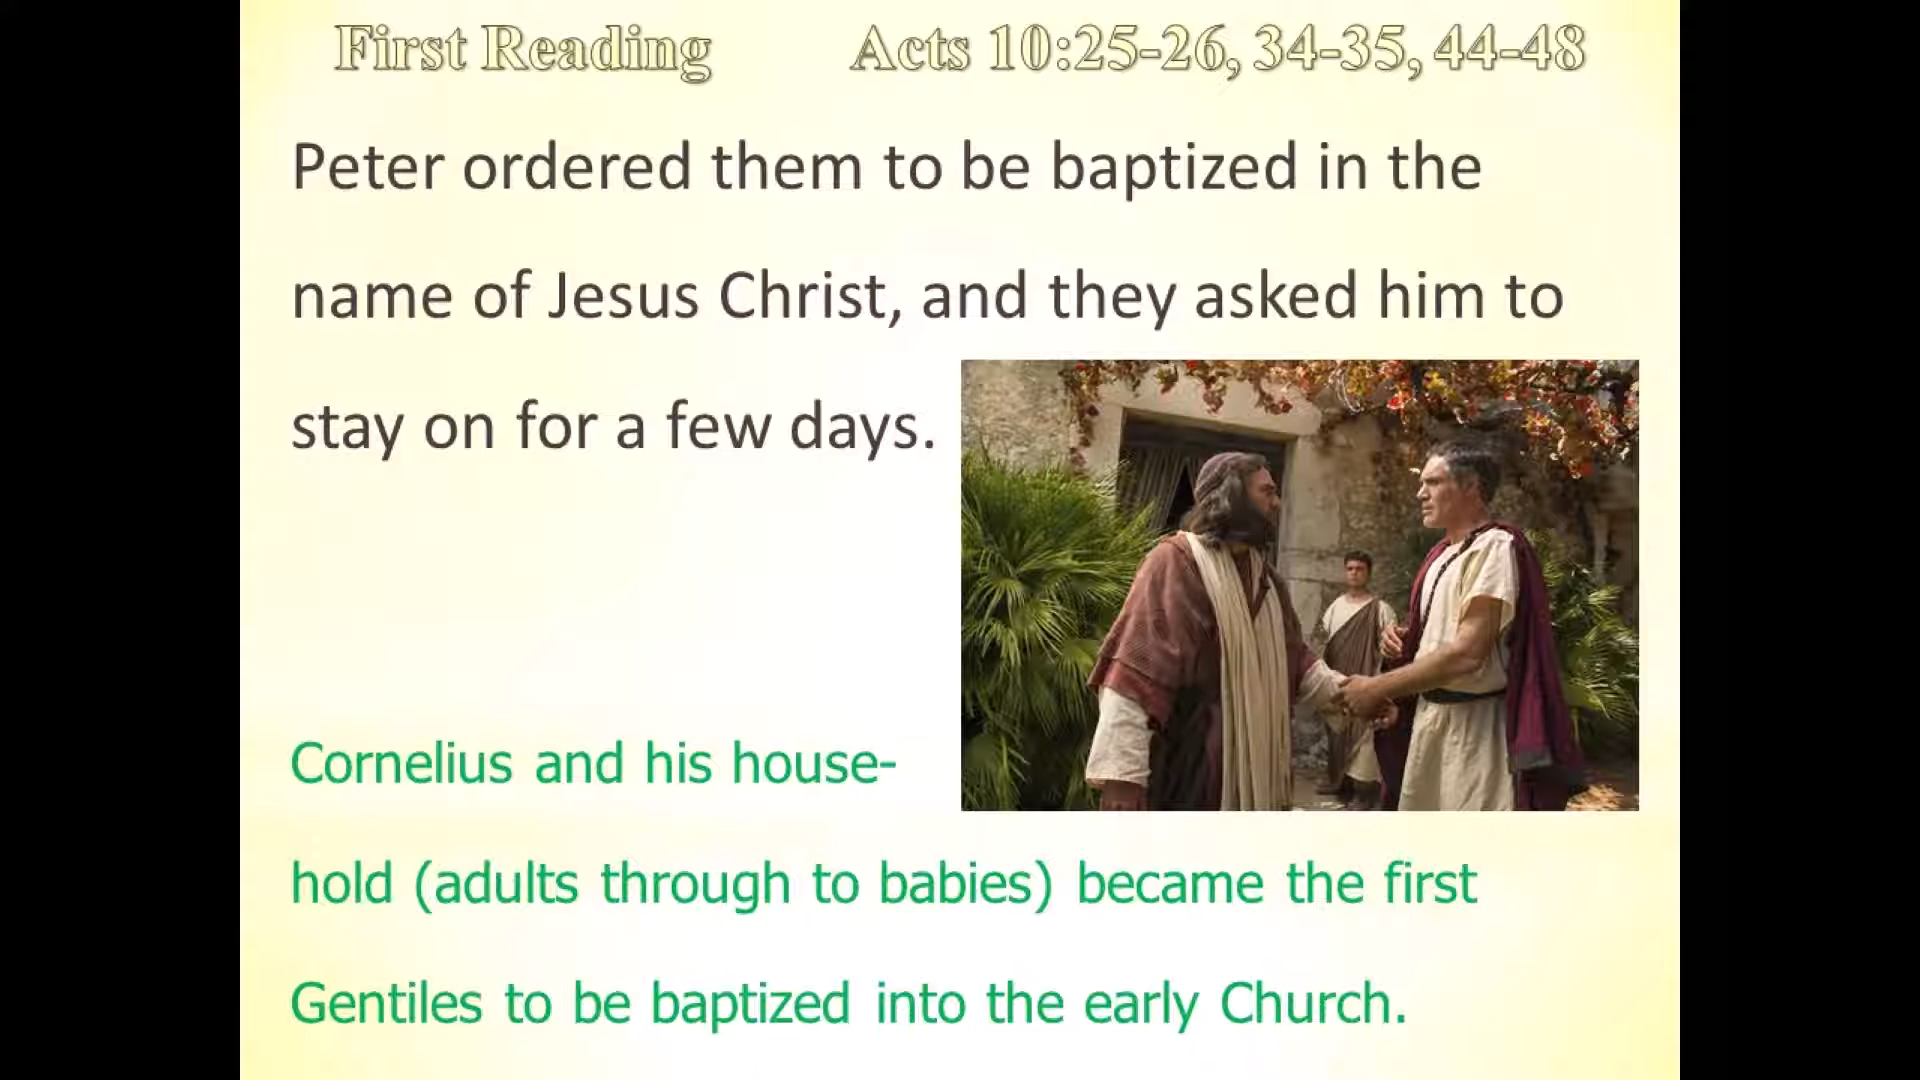 First Reading Acts 10:25-26, 34-35, 44-48
Peter ordered them to be baptized in the
name of Jesus Christ, and they asked him to
stay on for a few days.
Cornelius and his house-
hold (adults through to babies) became the first
Gentiles to be baptized into the early Church.